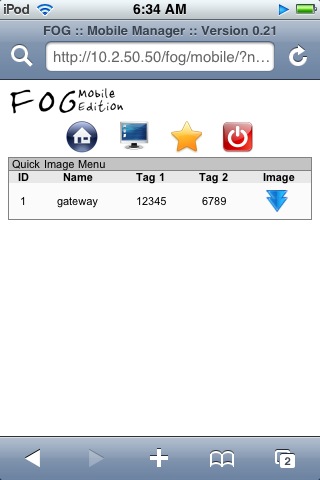 iPod 6:34 AM
FOG :: Mobile Manager :: Version 0.21
http://10.2.50.50/fog/mobile/?n...
FOG Mobile
Edition
Quick Image Menu
ID Name Tag 1 Tag 2 Image
1 gateway 12345 6789
2